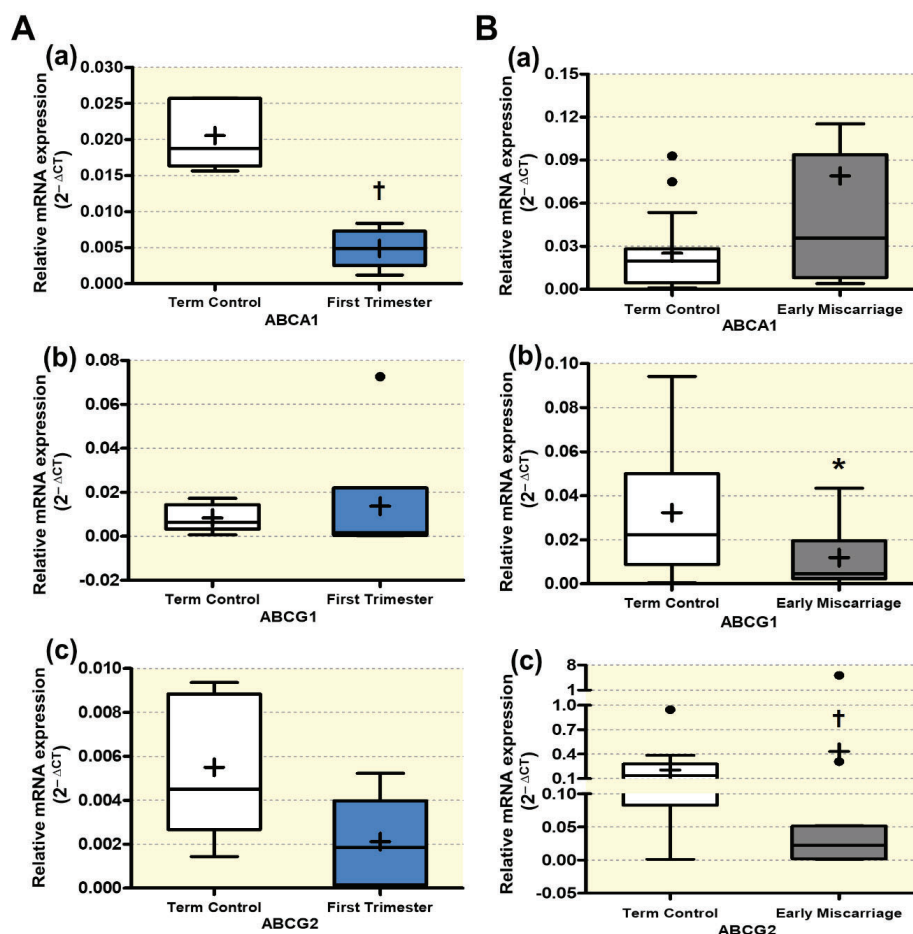 A
(a)
Relative mRNA expression
(2−ΔCT)
0.030
0.025
0.020
0.015
0.010
0.005
0.000
†
Term Control
First Trimester
ABCA1
(b)
Relative mRNA expression
(2−ΔCT)
0.08
0.06
0.04
0.02
0.00
-0.02
Term Control
First Trimester
ABCG1
(c)
Relative mRNA expression
(2−ΔCT)
0.010
0.008
0.006
0.004
0.002
0.000
Term Control
First Trimester
ABCG2
B
(a)
Relative mRNA expression
(2−ΔCT)
0.15
0.12
0.09
0.06
0.03
0.00
Term Control
Early Miscarriage
ABCA1
(b)
Relative mRNA expression
(2−ΔCT)
0.10
0.08
0.06
0.04
0.02
0.00
*
Term Control
Early Miscarriage
ABCG1
(c)
Relative mRNA expression
(2−ΔCT)
8
1
1.0
0.7
0.4
0.1
0.10
0.05
0.00
-0.05
†
Term Control
Early Miscarriage
ABCG2